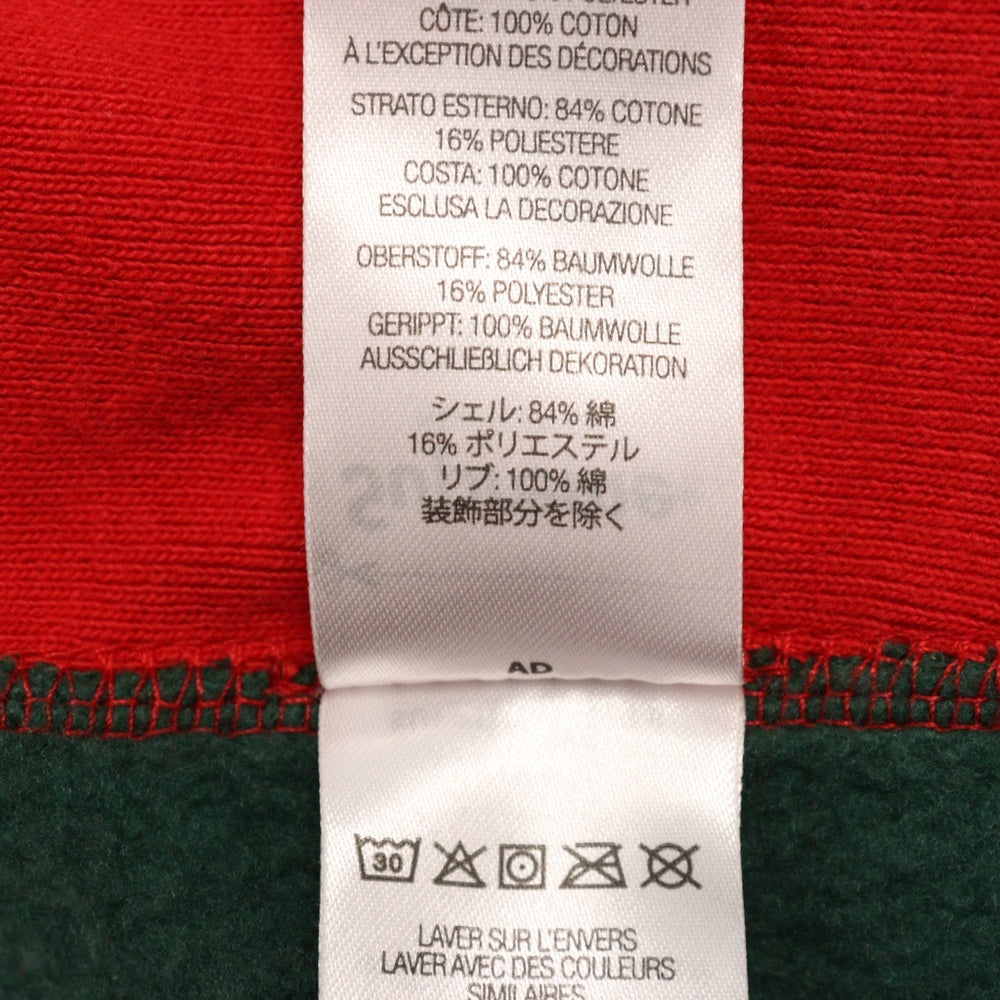 POLYESTER
CÔTE: 100% COTON
À L'EXCEPTION DES DÉCORATIONS
STRATO ESTERNO: 84% COTONE
16% POLIESTERE
COSTA: 100% COTONE
ESCLUSA LA DECORAZIONE
OBERSTOFF: 84% BAUMWOLLE
16% POLYESTER
GERIPPT: 100% BAUMWOLLE
AUSSCHLIEẞLICH DEKORATION
シェル: 84% 綿
16% ポリエステル
リブ: 100% 綿
装飾部分を除く
AD
30
LAVER SUR L'ENVERS
LAVER AVEC DES COULEURS
SIMILAIRES